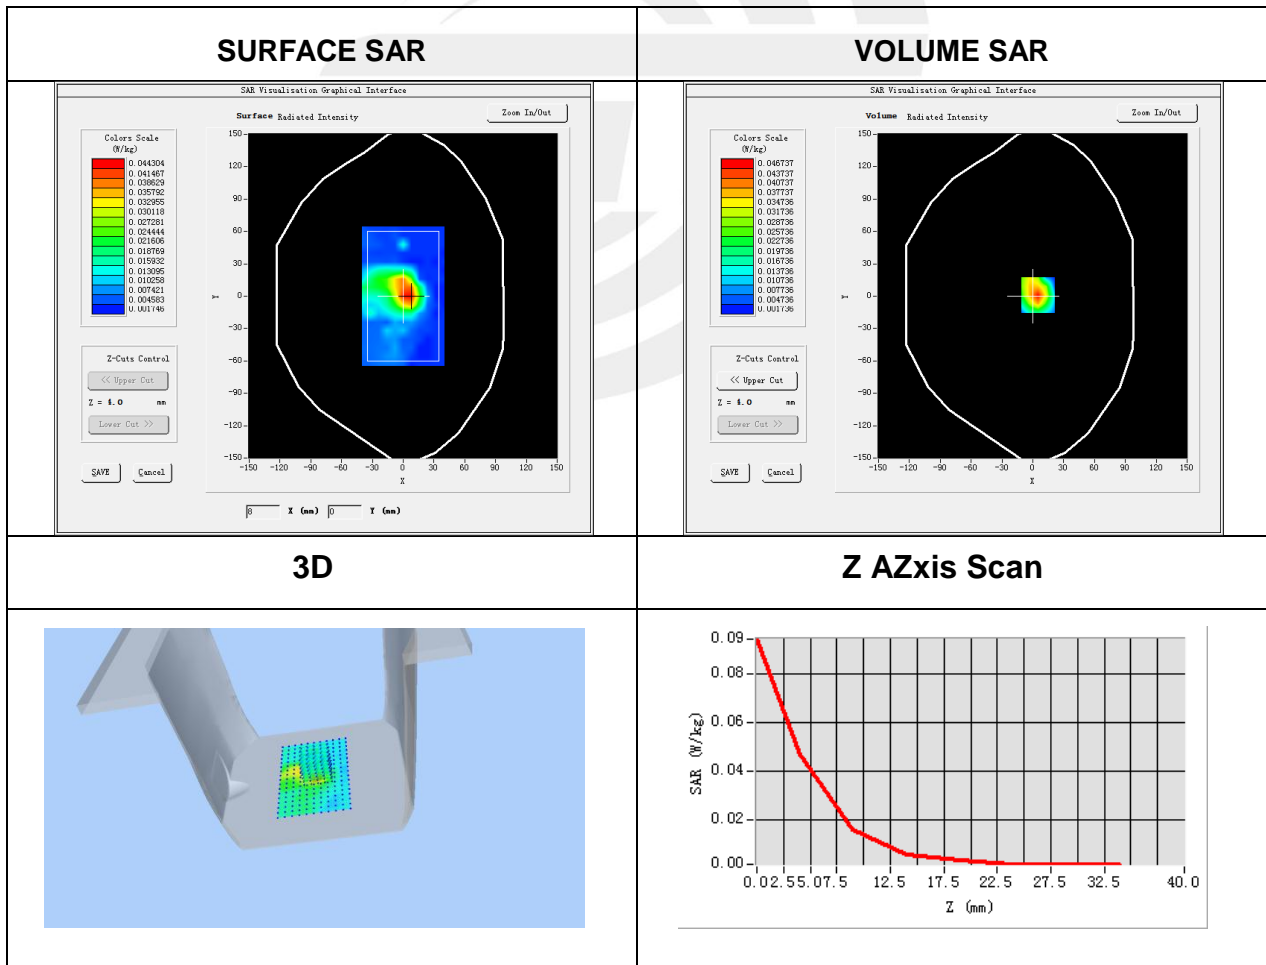 SURFACE SAR
VOLUME SAR
SAR Visualisation Graphical Interface
Surface Radiated Intensity
Zoom In/Out
Colors Scale
(W/kg)
0.044304
0.041467
0.038629
0.035792
0.032955
0.030118
0.027281
0.024444
0.021606
0.018769
0.015932
0.013095
0.010258
0.007421
0.004583
0.001746
150
120
90
60
30
0
-30
-60
-90
-120
-150
Y
-150 -120 -90 -60 -30 0 30 60 90 120 150
X
Z-Cuts Control
<< Upper Cut
Z = 4.0 mm
Lower Cut >>
SAVE Cancel
8 X (mm) 0 Y (mm)
SAR Visualisation Graphical Interface
Volume Radiated Intensity
Zoom In/Out
Colors Scale
(W/kg)
0.046737
0.043737
0.040737
0.037737
0.034736
0.031736
0.028736
0.025736
0.022736
0.019736
0.016736
0.013736
0.010736
0.007736
0.004736
0.001736
150
120
90
60
30
0
-30
-60
-90
-120
-150
Y
-150 -120 -90 -60 -30 0 30 60 90 120 150
X
Z-Cuts Control
<< Upper Cut
Z = 4.0 mm
Lower Cut >>
SAVE Cancel
3D
Z AZxis Scan
0.09
0.08
0.06
0.04
0.02
0.00
SAR (W/kg)
0.0 2.5 5.0 7.5 12.5 17.5 22.5 27.5 32.5 40.0
Z (mm)